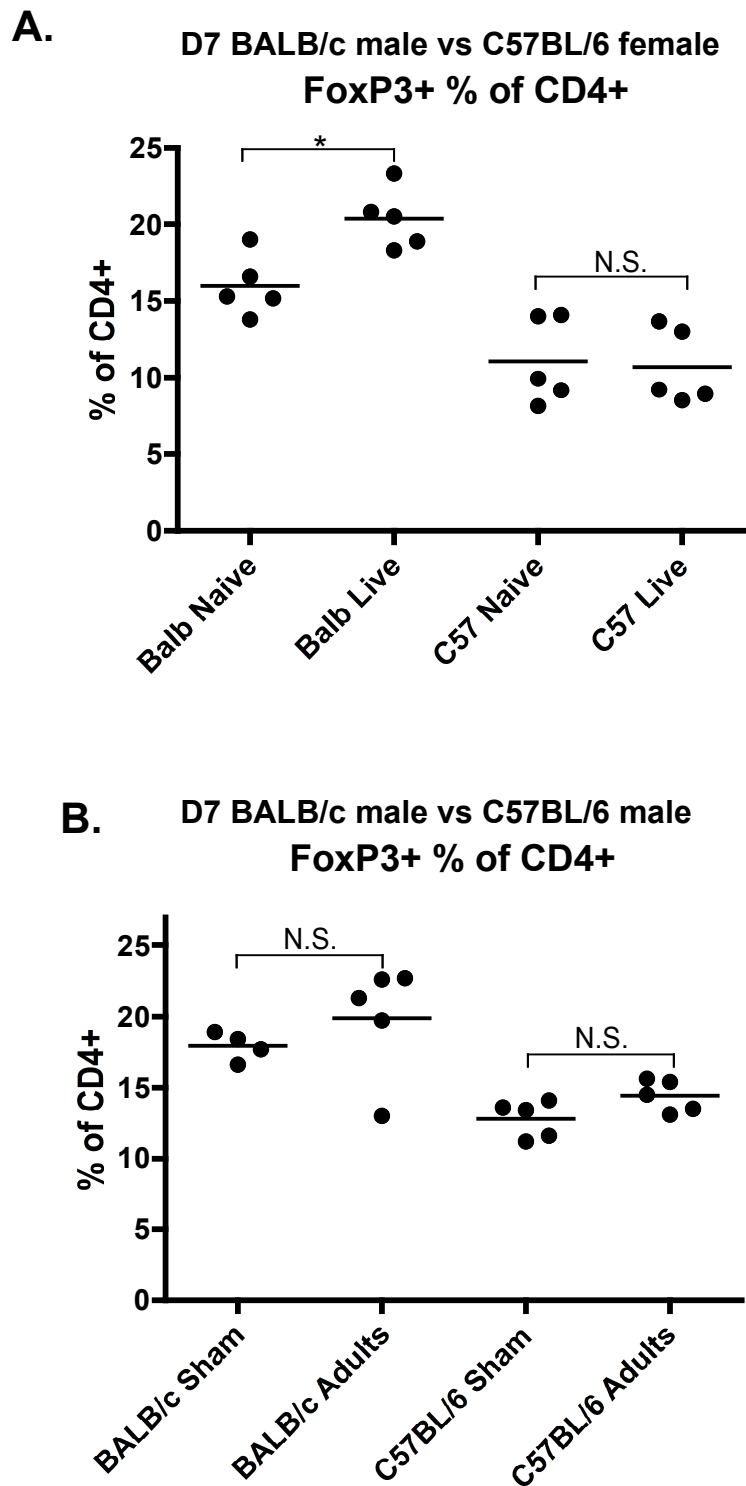 A.
D7 BALB/c male vs C57BL/6 female
FoxP3+ % of CD4+
25
20
15
10
5
0
% of CD4+
*
N.S.
Balb Naive
Balb Live
C57 Naive
C57 Live
B.
D7 BALB/c male vs C57BL/6 male
FoxP3+ % of CD4+
25
20
15
10
5
0
% of CD4+
N.S.
N.S.
BALB/c Sham
BALB/c Adults
C57BL/6 Sham
C57BL/6 Adults